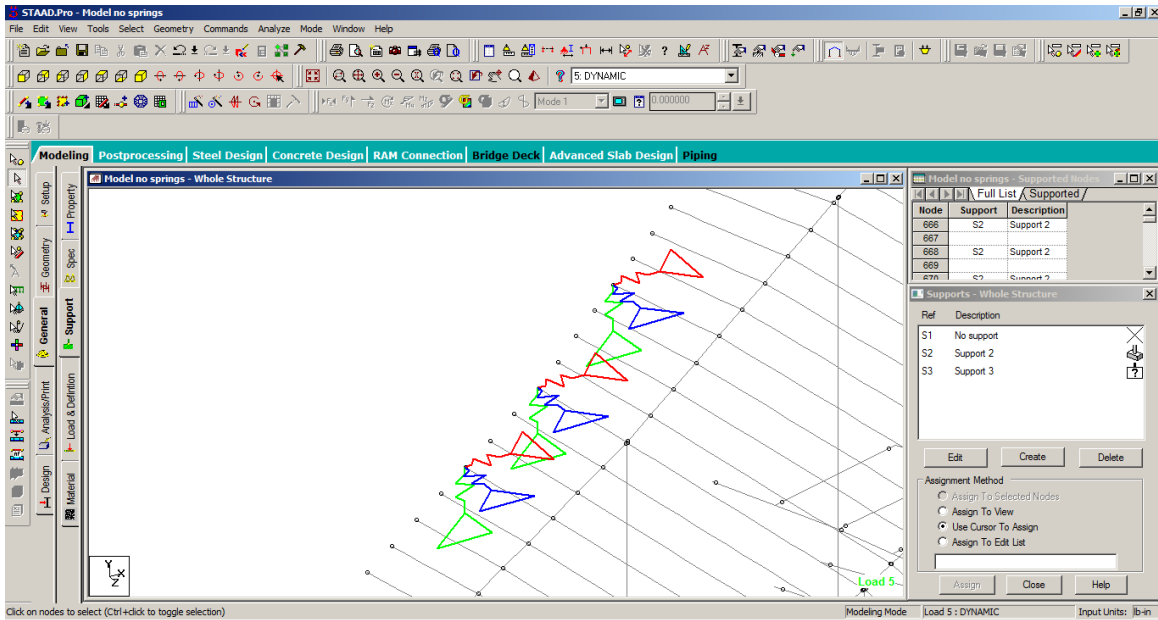 STAAD.Pro - Model no springs
File Edit View Tools Select Geometry Commands Analyze Mode Window Help
5: DYNAMIC
Mode 1
0.000000
Modeling Postprocessing Steel Design Concrete Design RAM Connection Bridge Deck Advanced Slab Design Piping
Setup
Geometry
General
Analysis/Print
Design
Property
Spec
Support
Load & Definition
Material
Model no springs - Whole Structure
Load 5
Y
X
Z
Model no springs - Supported Nodes
Full List Supported
Node Support Description
666 S2 Support 2
667
668 S2 Support 2
669
670 S2 Support 2
Supports - Whole Structure
Ref Description
S1 No support
S2 Support 2
S3 Support 3
Edit Create Delete
Assignment Method
Assign To Selected Nodes
Assign To View
Use Cursor To Assign
Assign To Edit List
Assign Close Help
Click on nodes to select (Ctrl+click to toggle selection)
Modeling Mode Load 5 : DYNAMIC Input Units: lb-in